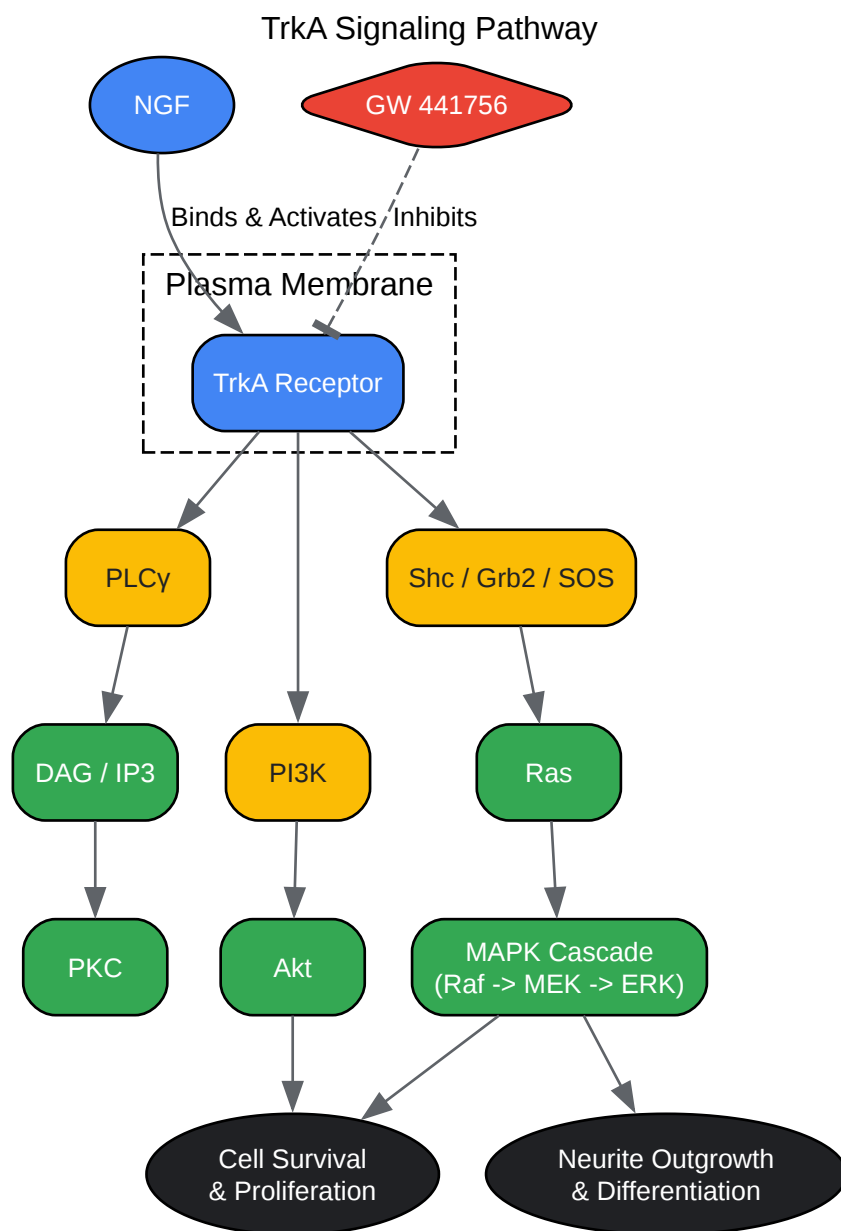 TrkA Signaling Pathway
NGF
GW 441756
Binds & Activates
Inhibits
Plasma Membrane
TrkA Receptor
PLCγ
Shc / Grb2 / SOS
DAG / IP3
PI3K
Ras
PKC
Akt
MAPK Cascade
(Raf -> MEK -> ERK)
Cell Survival
& Proliferation
Neurite Outgrowth
& Differentiation